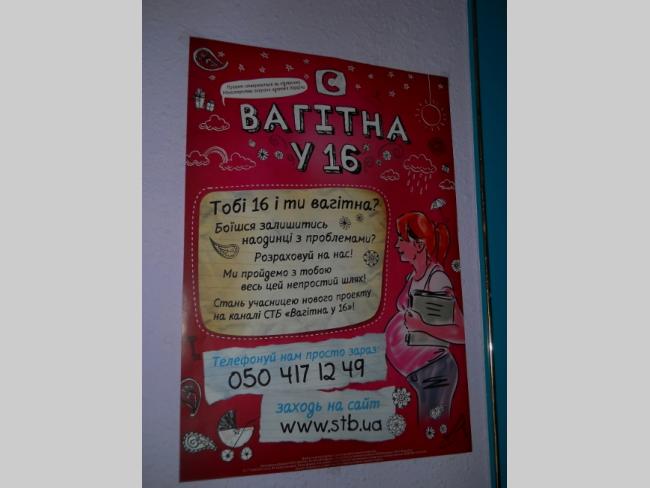 С
ВАГІТНА
У 16
Тобі 16 і ти вагітна?
Боїшся залишитись
наодинці з проблемами?
Розраховуй на нас!
Ми пройдемо з тобою
весь цей непростий шлях!
Стань учасницею нового проекту
на каналі СТБ «Вагітна у 16»!
Телефонуй нам просто зараз:
050 417 12 49
заходь на сайт
www.stb.ua